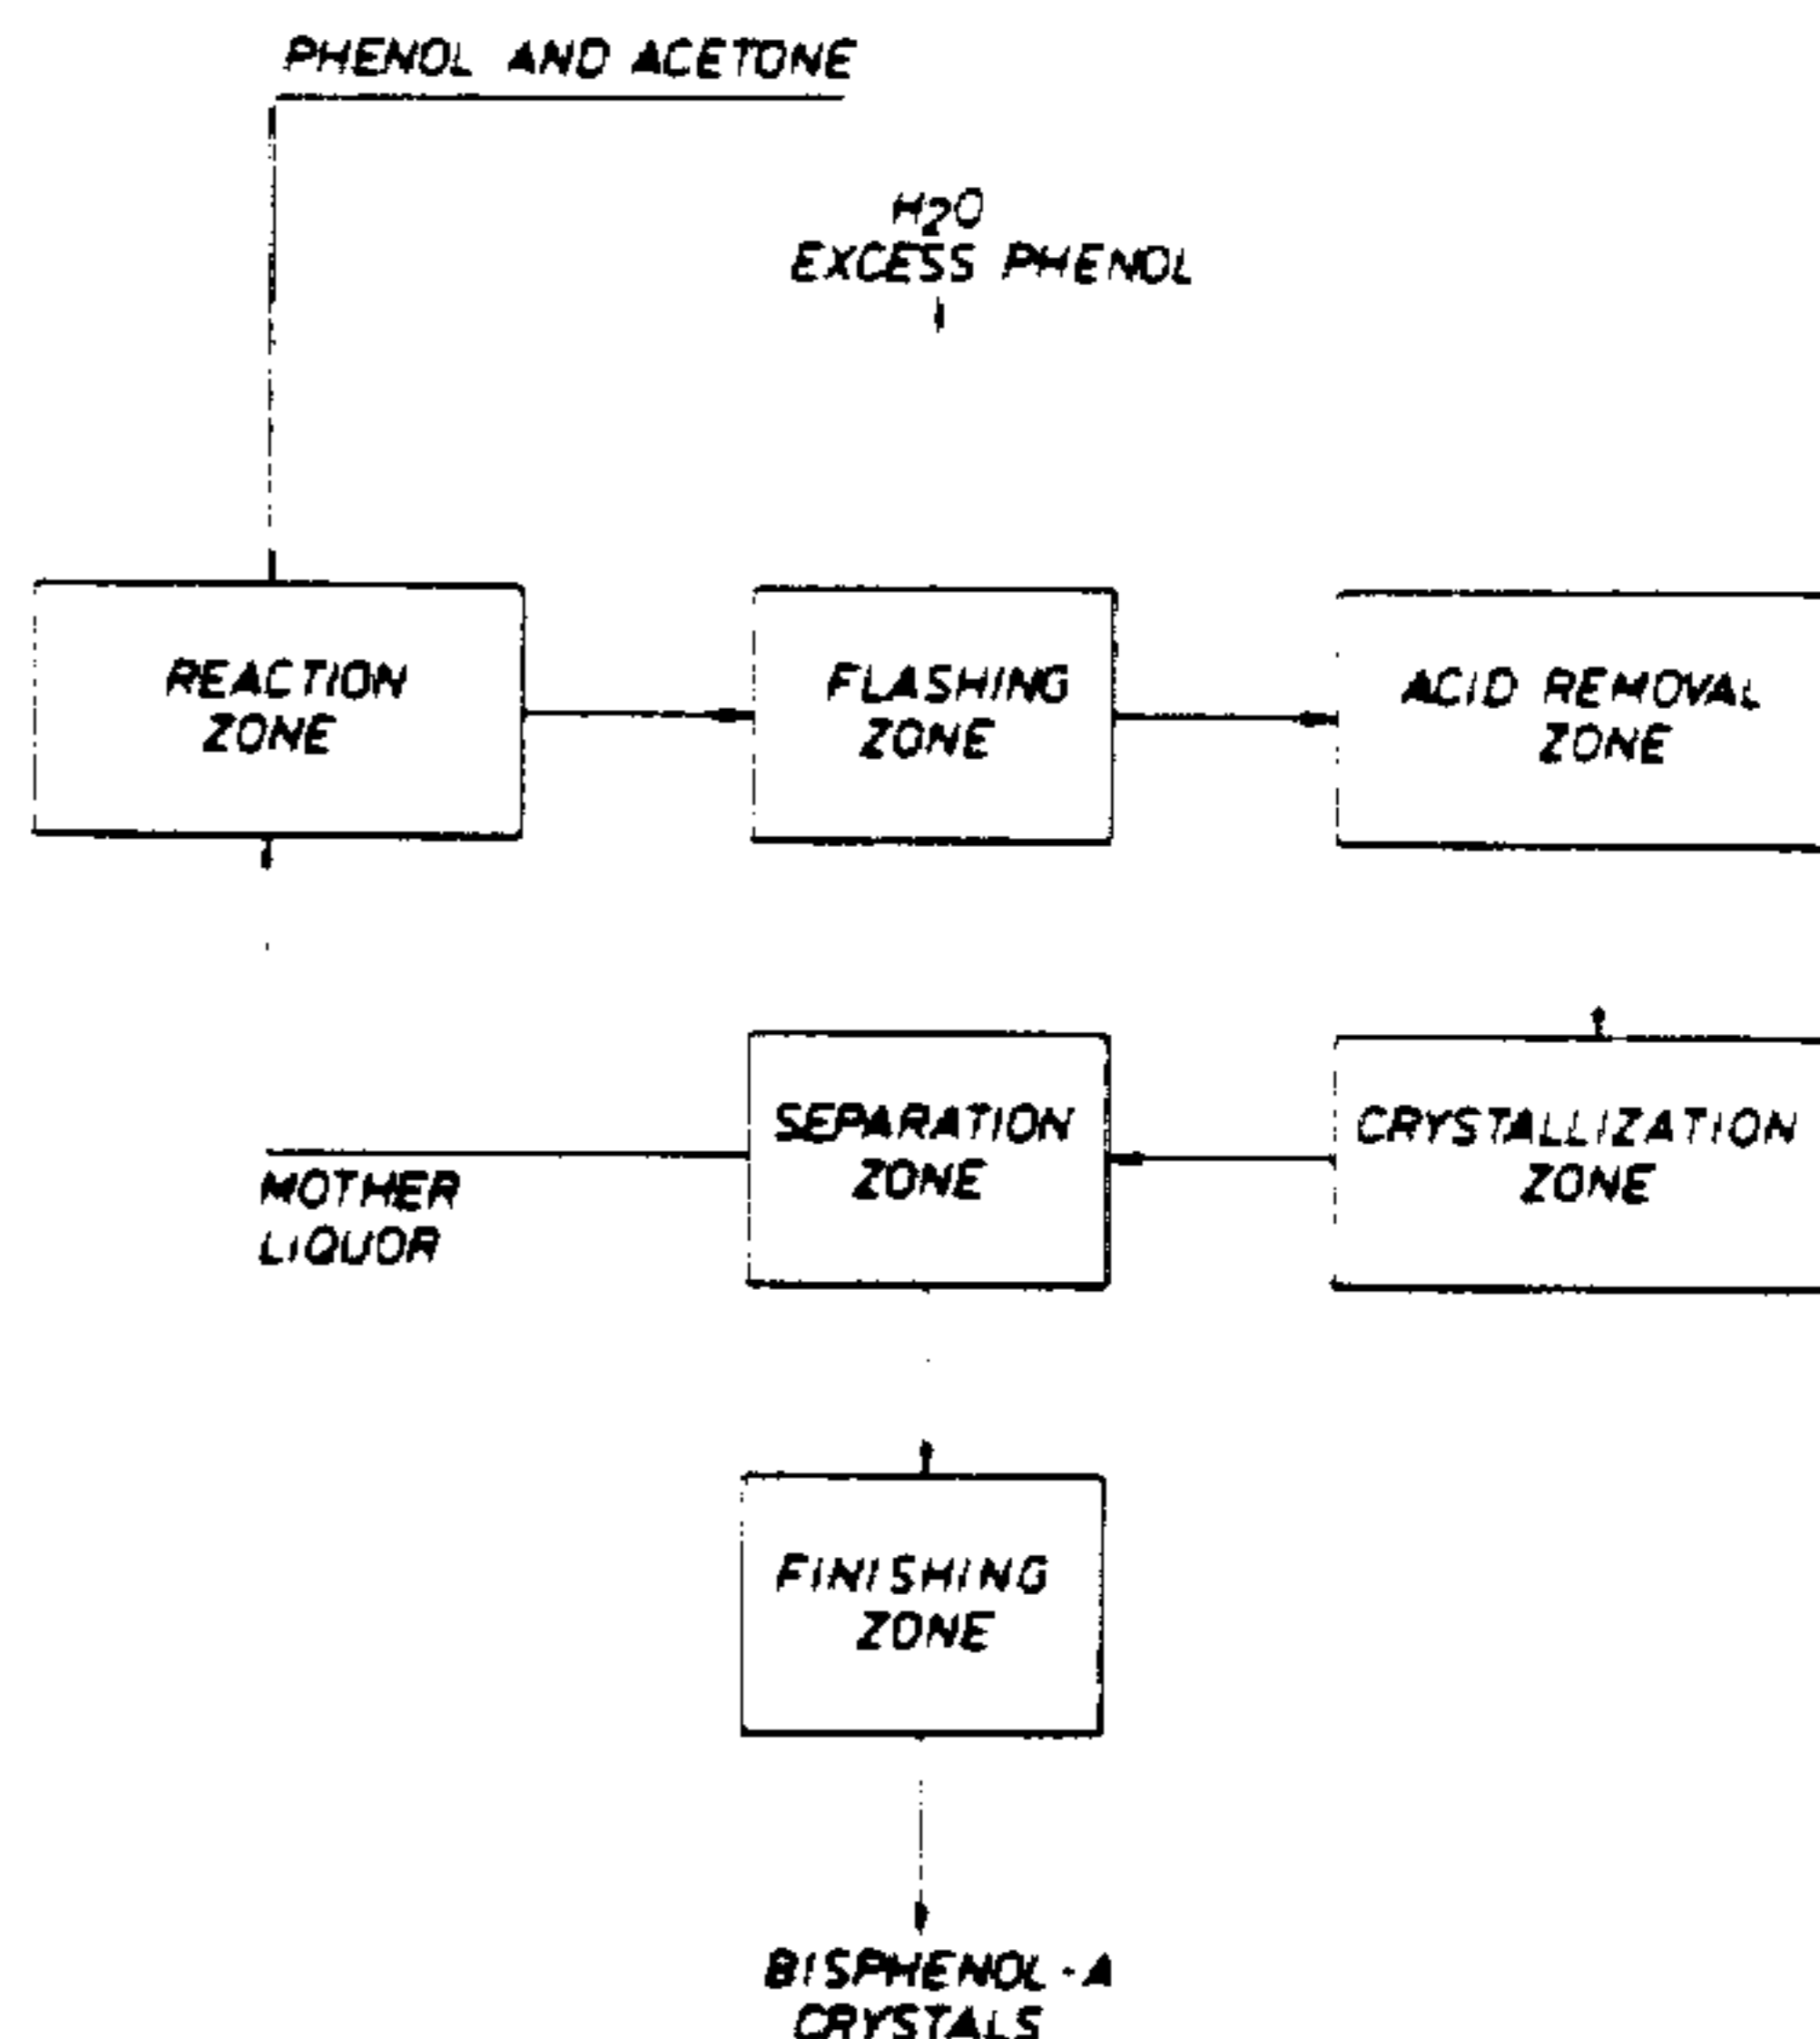 PHENOL AND ACETONE
H2O
EXCESS PHENOL
REACTION
ZONE
FLASHING
ZONE
ACID REMOVAL
ZONE
SEPARATION
ZONE
CRYSTALLIZATION
ZONE
MOTHER
LIQUOR
FINISHING
ZONE
BISPHENOL-A
CRYSTALS